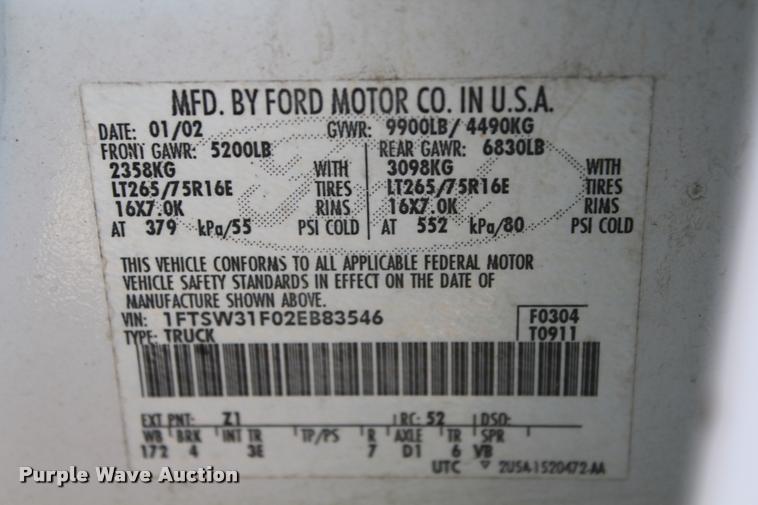 MFD. BY FORD MOTOR CO. IN U.S.A.
DATE: 01/02 GVWR: 9900LB/ 4490KG
FRONT GAWR: 5200LB REAR GAWR: 6830LB
2358KG WITH 3098KG WITH
LT265/75R16E TIRES LT265/75R16E TIRES
16X7.0K RIMS 16X7.0K RIMS
AT 379 kPa/55 PSI COLD AT 552 kPa/80 PSI COLD
THIS VEHICLE CONFORMS TO ALL APPLICABLE FEDERAL MOTOR
VEHICLE SAFETY STANDARDS IN EFFECT ON THE DATE OF
MANUFACTURE SHOWN ABOVE.
VIN: 1FTSW31F02EB83546 F0304
TYPE: TRUCK T0911
EXT PNT: Z1 RC: 52 DSO:
WB BRK INT TR TP/PS R AXLE TR SPR
172 4 3E 7 D1 6 VB
UTC 2U5A-1520472-AA
Purple Wave Auction